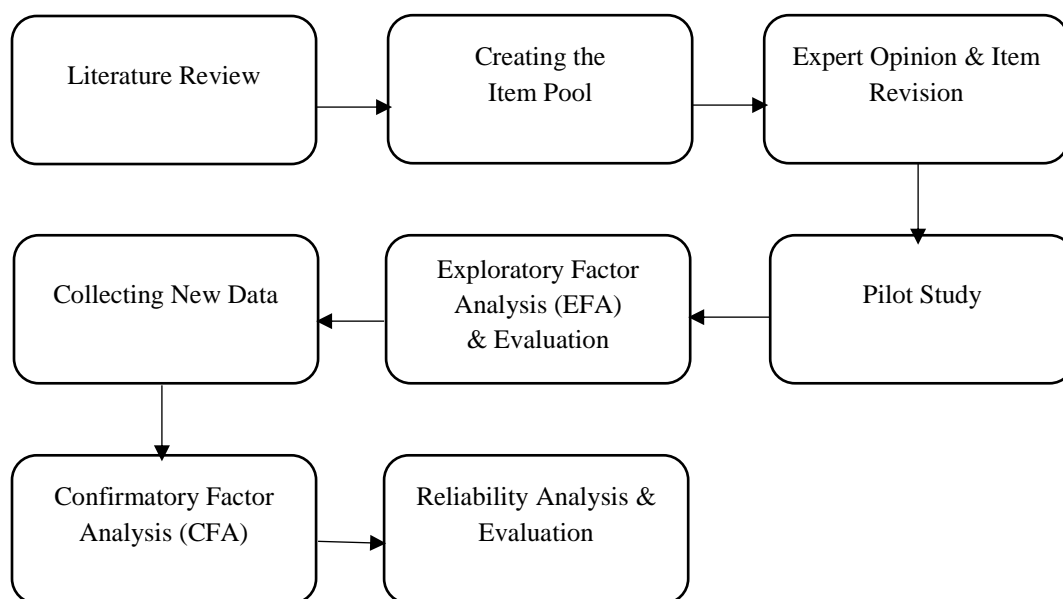 Literature Review
Creating the
Item Pool
Expert Opinion & Item
Revision
Pilot Study
Exploratory Factor
Analysis (EFA)
& Evaluation
Collecting New Data
Confirmatory Factor
Analysis (CFA)
Reliability Analysis &
Evaluation